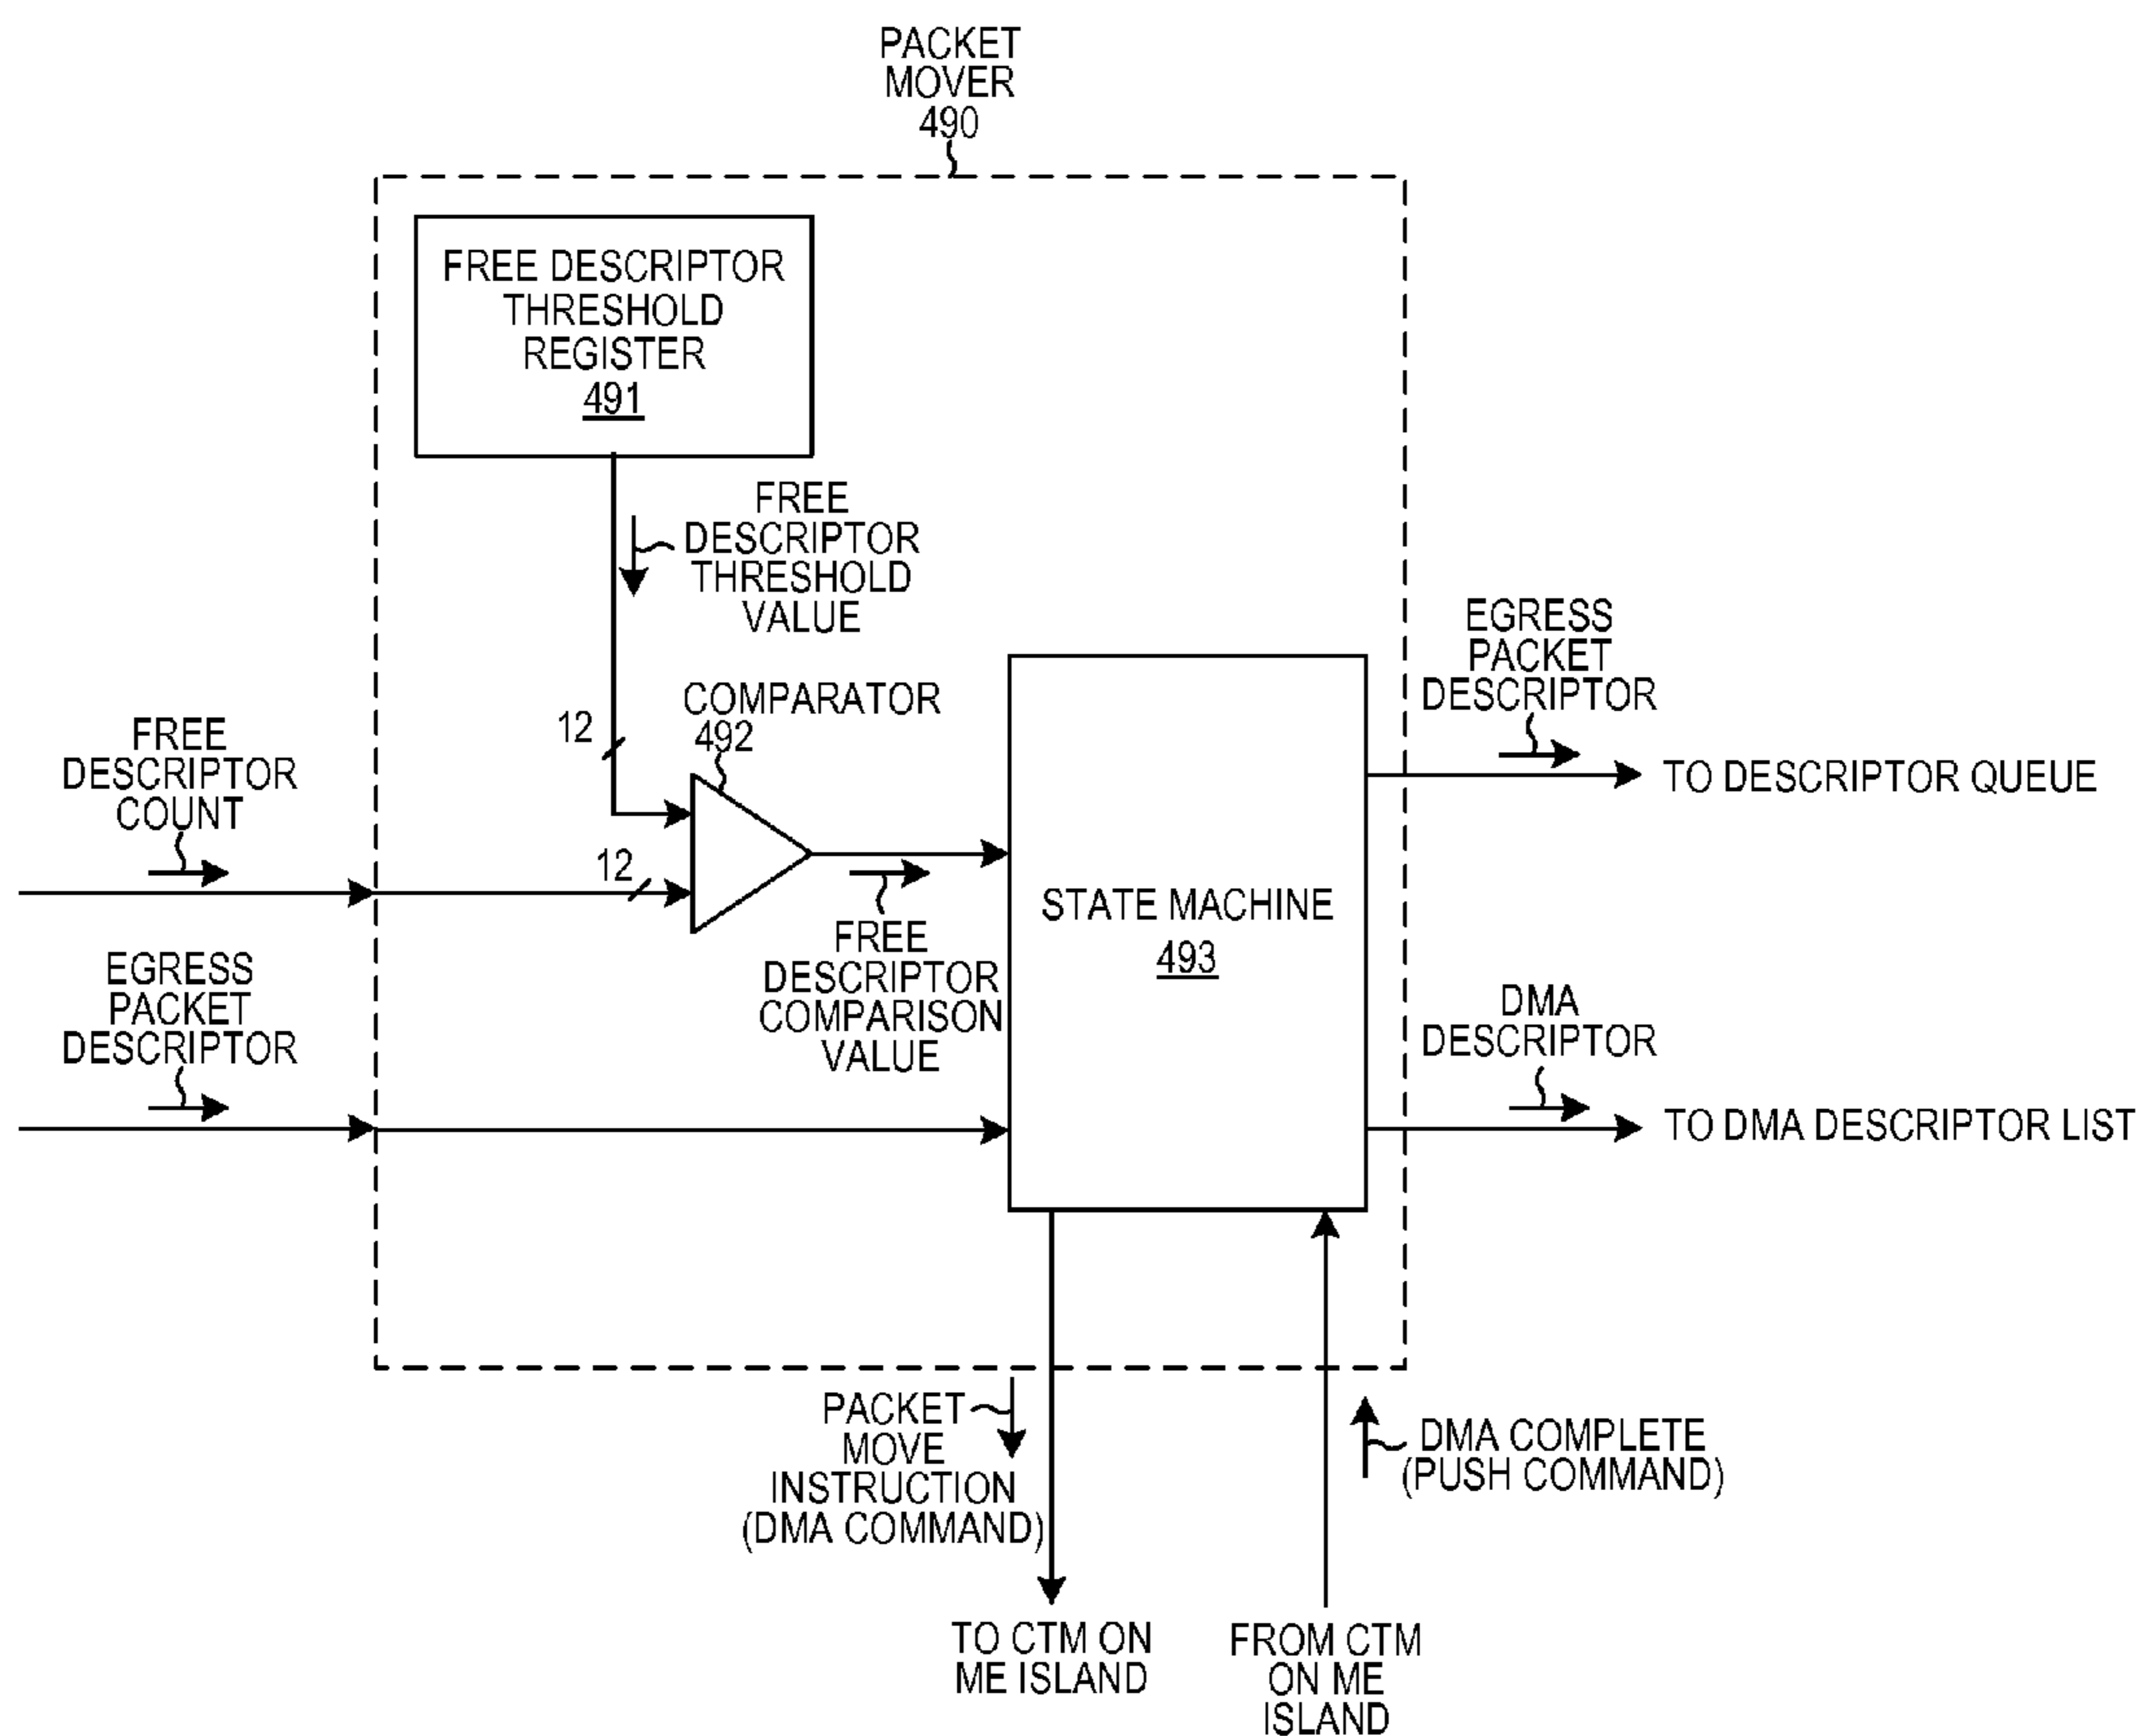 PACKET
MOVER
490
FREE DESCRIPTOR
THRESHOLD
REGISTER
491
FREE
DESCRIPTOR
THRESHOLD
VALUE
12
COMPARATOR
492
FREE
DESCRIPTOR
COUNT
12
FREE
DESCRIPTOR
COMPARISON
VALUE
EGRESS
PACKET
DESCRIPTOR
STATE MACHINE
493
EGRESS
PACKET
DESCRIPTOR
TO DESCRIPTOR QUEUE
DMA
DESCRIPTOR
TO DMA DESCRIPTOR LIST
PACKET
MOVE
INSTRUCTION
(DMA COMMAND)
DMA COMPLETE
(PUSH COMMAND)
TO CTM ON
ME ISLAND
FROM CTM
ON ME
ISLAND